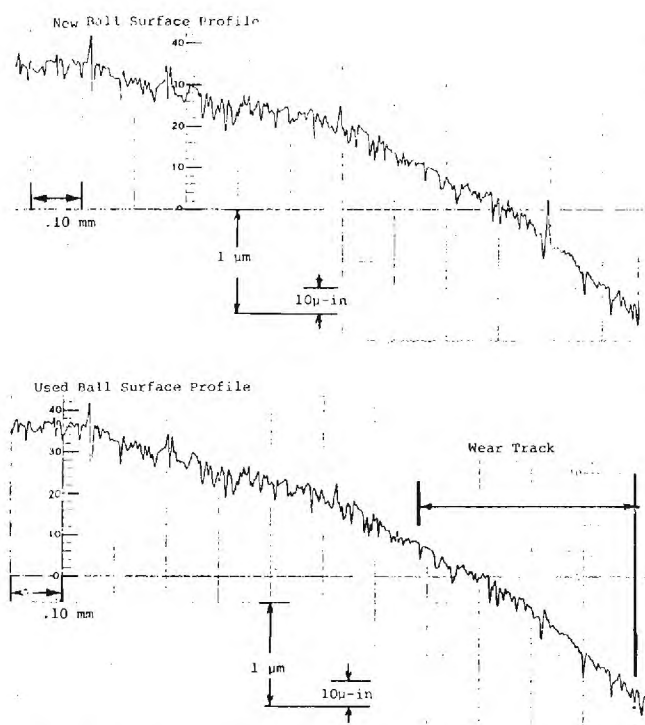 New Ball Surface Profile
40
30
20
10
0
.10 mm
1 µm
10µ-in
Used Ball Surface Profile
40
30
20
10
0
Wear Track
.10 mm
1 µm
10µ-in